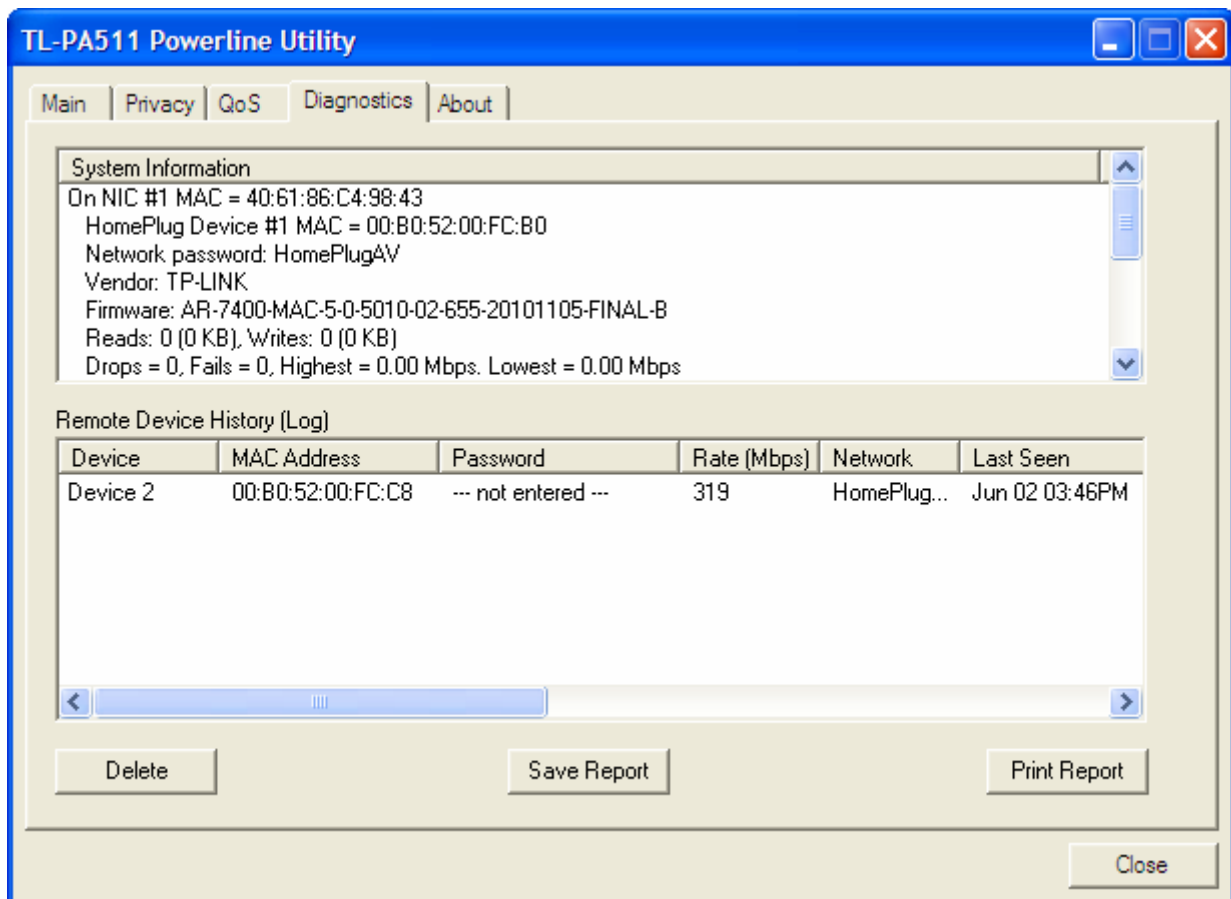 TL-PA511 Powerline Utility
Main Privacy QoS Diagnostics About
System Information
On NIC #1 MAC = 40:61:86:C4:98:43
HomePlug Device #1 MAC = 00:B0:52:00:FC:B0
Network password: HomePlugAV
Vendor: TP-LINK
Firmware: AR-7400-MAC-5-0-5010-02-655-20101105-FINAL-B
Reads: 0 (0 KB), Writes: 0 (0 KB)
Drops = 0, Fails = 0, Highest = 0.00 Mbps. Lowest = 0.00 Mbps
Remote Device History (Log)
Device MAC Address Password Rate (Mbps) Network Last Seen
Device 2 00:B0:52:00:FC:C8 --- not entered --- 319 HomePlug... Jun 02 03:46PM
Delete Save Report Print Report
Close